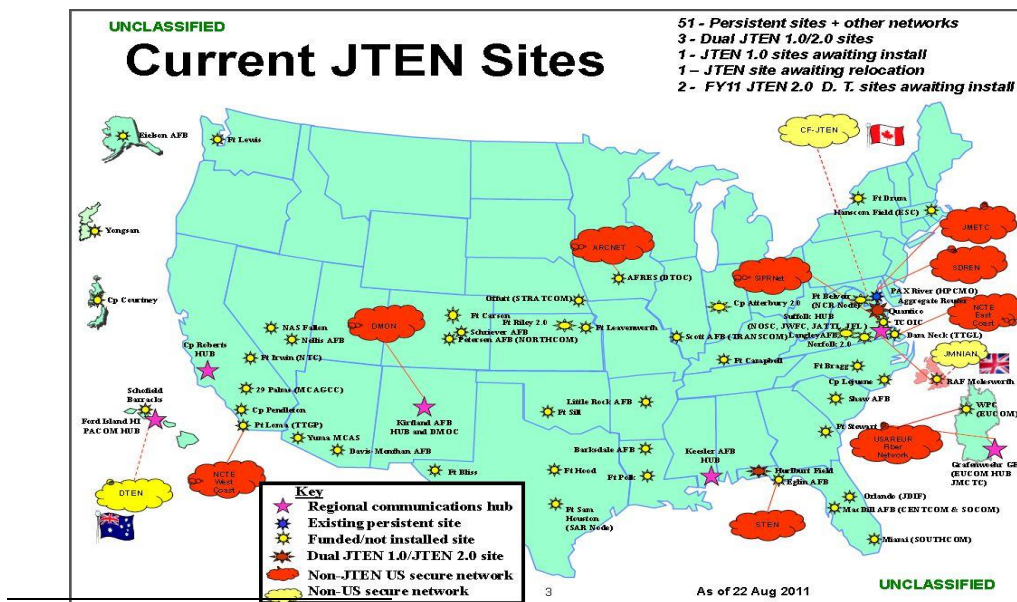 UNCLASSIFIED
Current JTEN Sites
51 - Persistent sites + other networks
3 - Dual JTEN 1.0/2.0 sites
1 - JTEN 1.0 sites awaiting install
1 – JTEN site awaiting relocation
2 - FY11 JTEN 2.0 D. T. sites awaiting install
Eielson AFB
Ft Lewis
CF-JTEN
Ft Drum
Hanscom Field (ESC)
Yongsan
ARCNET
JMETC
AFRES (DTOC)
SIPRNet
SDREN
Cp Courtney
Offutt (STRATCOM)
Cp Atterbury 2.0
Ft Belvoir
(NCR Node)
PAX River (HPCMO)
Aggregate Router
Quantico
NCTE
East
Coast
DMON
Ft Carson
Schriever AFB
Peterson AFB (NORTHCOM)
Ft Riley 2.0
Ft Leavenworth
Suffolk HUB
(NOSC, JWFC, JATTL, JFL)
TCOIC
Dam Neck (TTGL)
NAS Fallon
Nellis AFB
Scott AFB (TRANSCOM)
Langley AFB
Norfolk 2.0
Cp Roberts
HUB
Ft Irwin (NTC)
Ft Campbell
Ft Bragg
JMNIAN
Cp Lejeune
RAF Molesworth
29 Palms (MCAGCC)
Schofield
Barracks
Cp Pendleton
Little Rock AFB
Shaw AFB
WPC
(EUCOM)
Ford Island HI
PACOM HUB
Pt Loma (TTGP)
Kirtland AFB
HUB and DMOC
Ft Sill
Ft Stewart
USAREUR
Fiber
Network
Yuma MCAS
Davis Monthan AFB
Barksdale AFB
Keesler AFB
HUB
Grafenwoehr GE
(EUCOM HUB
JMCTC)
NCTE
West
Coast
Ft Bliss
Ft Hood
Ft Polk
Hurlburt Field
Eglin AFB
DTEN
Orlando (JDIF)
MacDill AFB (CENTCOM & SOCOM)
Ft Sam
Houston
(SAR Node)
STEN
Miami (SOUTHCOM)
Key
Regional communications hub
Existing persistent site
Funded/not installed site
Dual JTEN 1.0/JTEN 2.0 site
Non-JTEN US secure network
Non-US secure network
3
As of 22 Aug 2011
UNCLASSIFIED